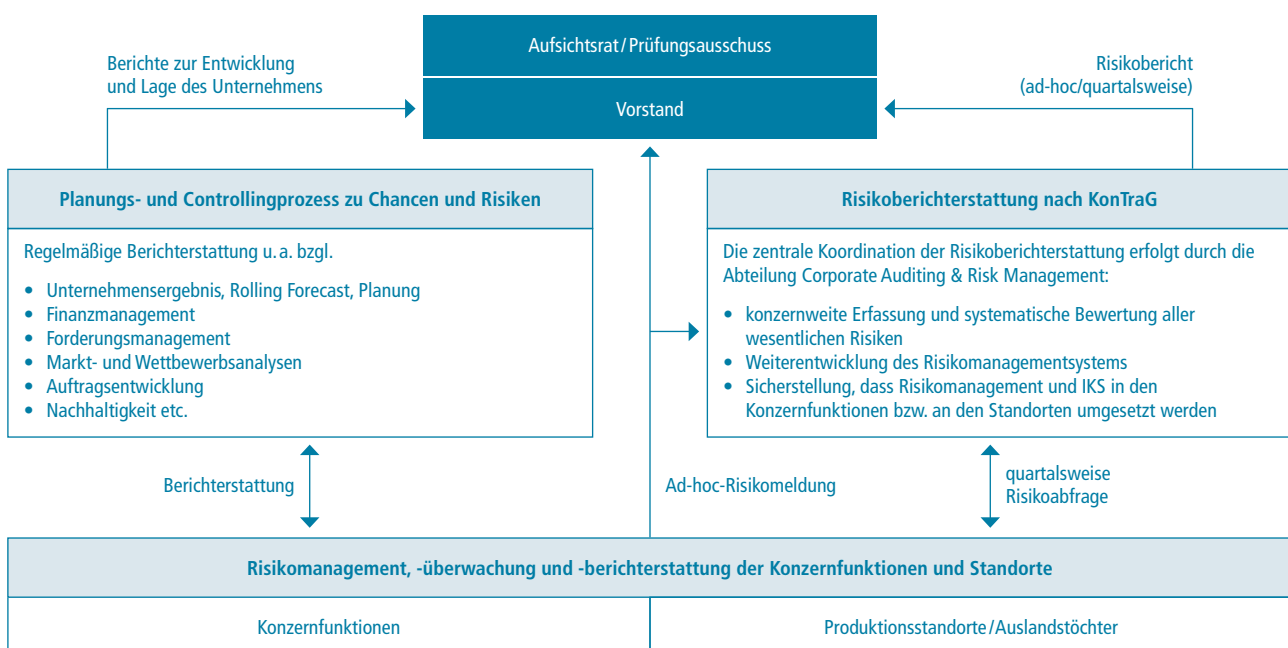 Aufsichtsrat/Prüfungsausschuss
Vorstand
Berichte zur Entwicklung
und Lage des Unternehmens
Risikobericht
(ad-hoc/quartalsweise)
Planungs- und Controllingprozess zu Chancen und Risiken
Regelmäßige Berichterstattung u. a. bzgl.
• Unternehmensergebnis, Rolling Forecast, Planung
• Finanzmanagement
• Forderungsmanagement
• Markt- und Wettbewerbsanalysen
• Auftragsentwicklung
• Nachhaltigkeit etc.
Risikoberichterstattung nach KonTraG
Die zentrale Koordination der Risikoberichterstattung erfolgt durch die
Abteilung Corporate Auditing & Risk Management:
• konzernweite Erfassung und systematische Bewertung aller
wesentlichen Risiken
• Weiterentwicklung des Risikomanagementsystems
• Sicherstellung, dass Risikomanagement und IKS in den
Konzernfunktionen bzw. an den Standorten umgesetzt werden
Berichterstattung
Ad-hoc-Risikomeldung
quartalsweise
Risikoabfrage
Risikomanagement, -überwachung und -berichterstattung der Konzernfunktionen und Standorte
Konzernfunktionen
Produktionsstandorte/Auslandstöchter